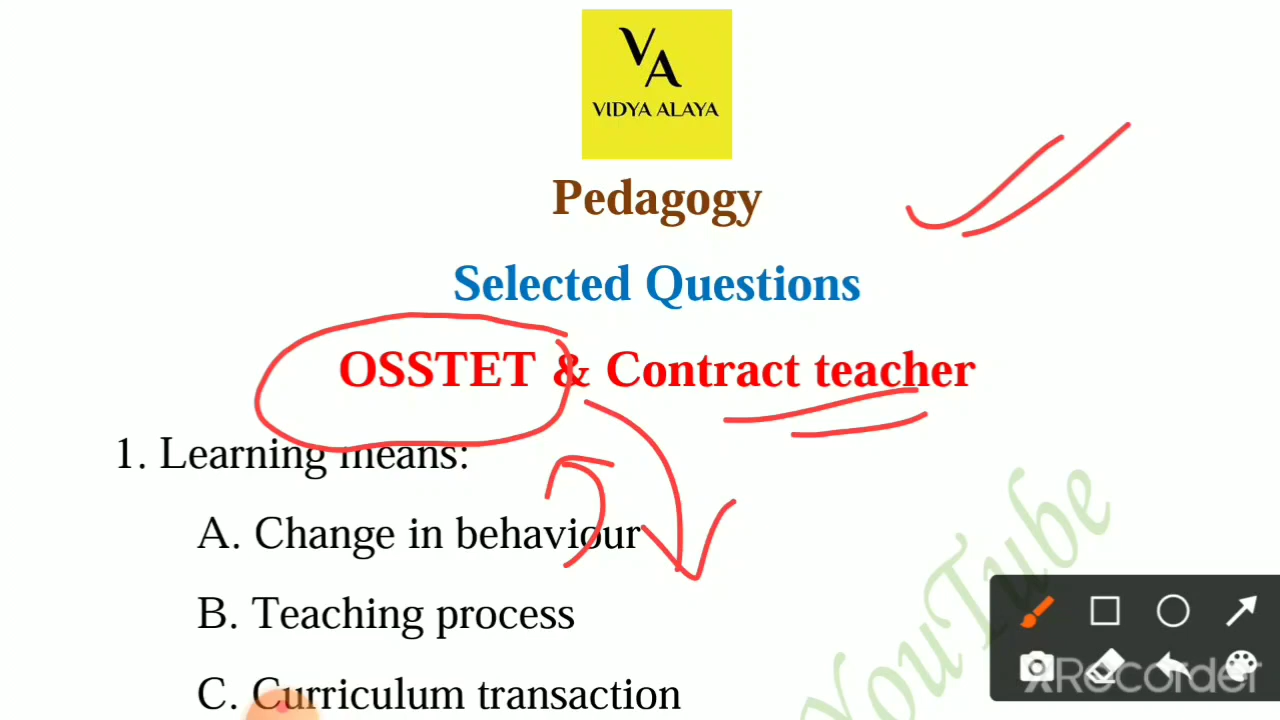 VA
VIDYA ALAYA
Pedagogy
Selected Questions
OSSTET & Contract teacher
1. Learning means:
A. Change in behaviour
B. Teaching process
C. Curriculum transaction
YouTube
XRecorder